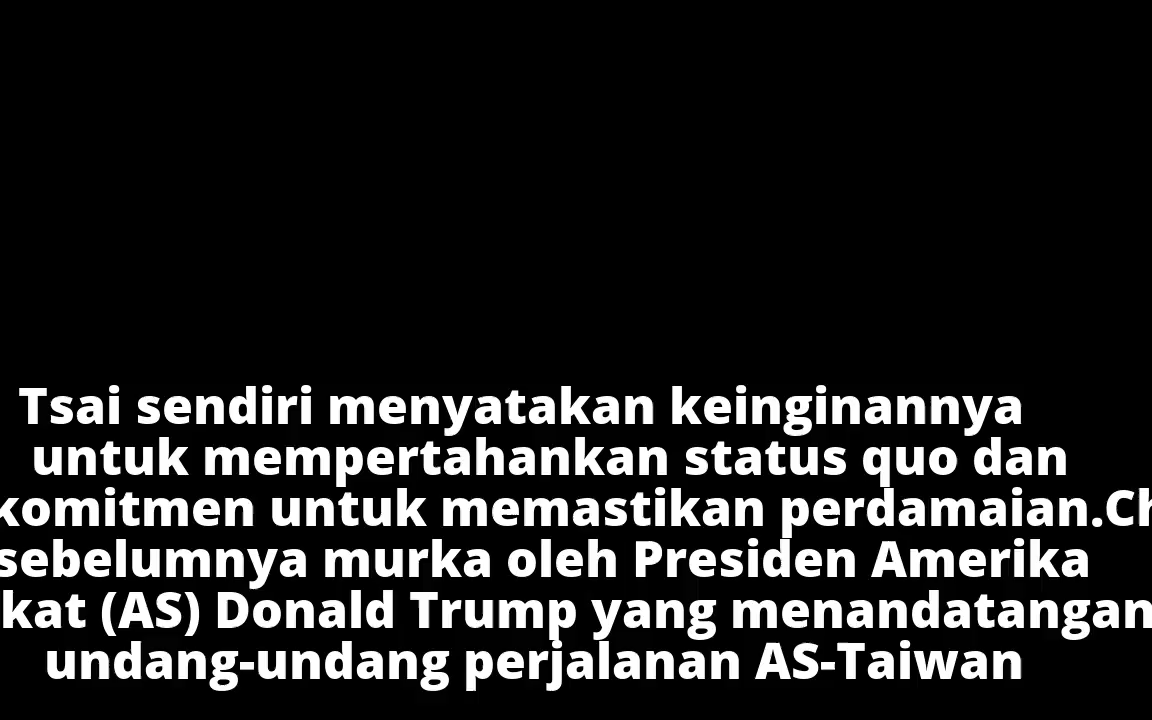 Tsai sendiri menyatakan keinginannya
untuk mempertahankan status quo dan
komitmen untuk memastikan perdamaian.Ch
sebelumnya murka oleh Presiden Amerika
kat (AS) Donald Trump yang menandatangan
undang-undang perjalanan AS-Taiwan